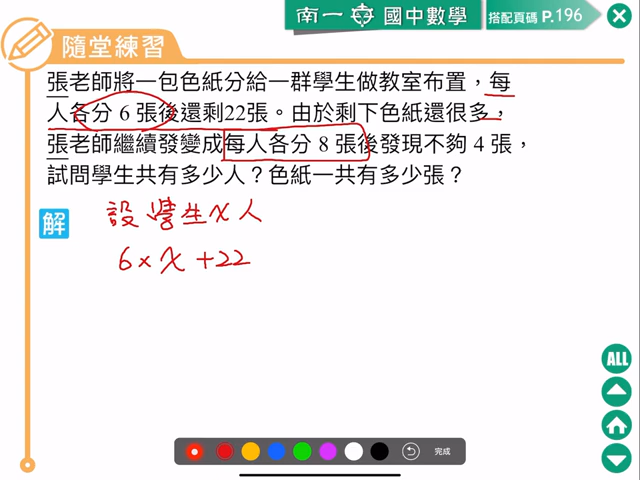 南一 國中數學 搭配頁碼 P.196
隨堂練習
張老師將一包色紙分給一群學生做教室布置，每
人各分 6 張後還剩22張。由於剩下色紙還很多，
張老師繼續發變成每人各分 8 張後發現不夠 4 張，
試問學生共有多少人？色紙一共有多少張？
解
設學生x人
6×x+22
ALL
完成